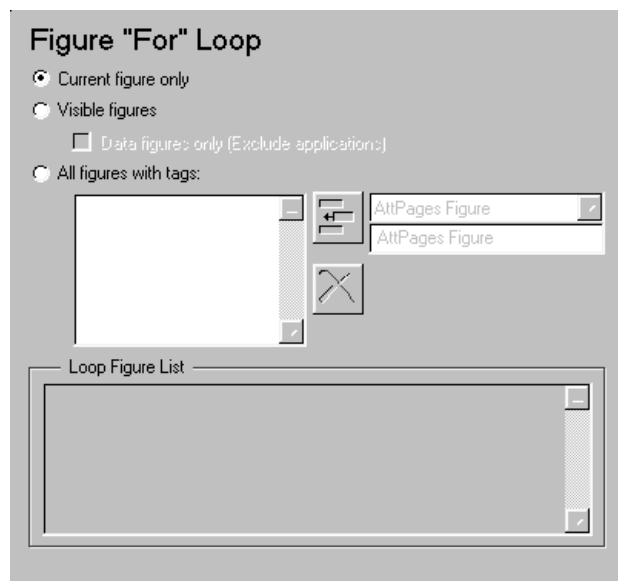 Figure "For" Loop
Current figure only
Visible figures
Data figures only (Exclude applications)
All figures with tags:
AttPages Figure
AttPages Figure
Loop Figure List